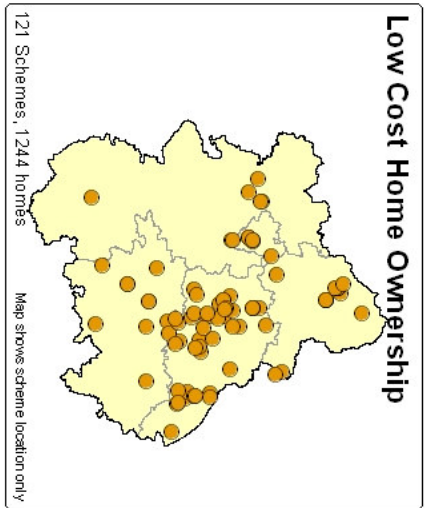 Low Cost Home Ownership
121 Schemes, 1244 homes
Map shows scheme location only